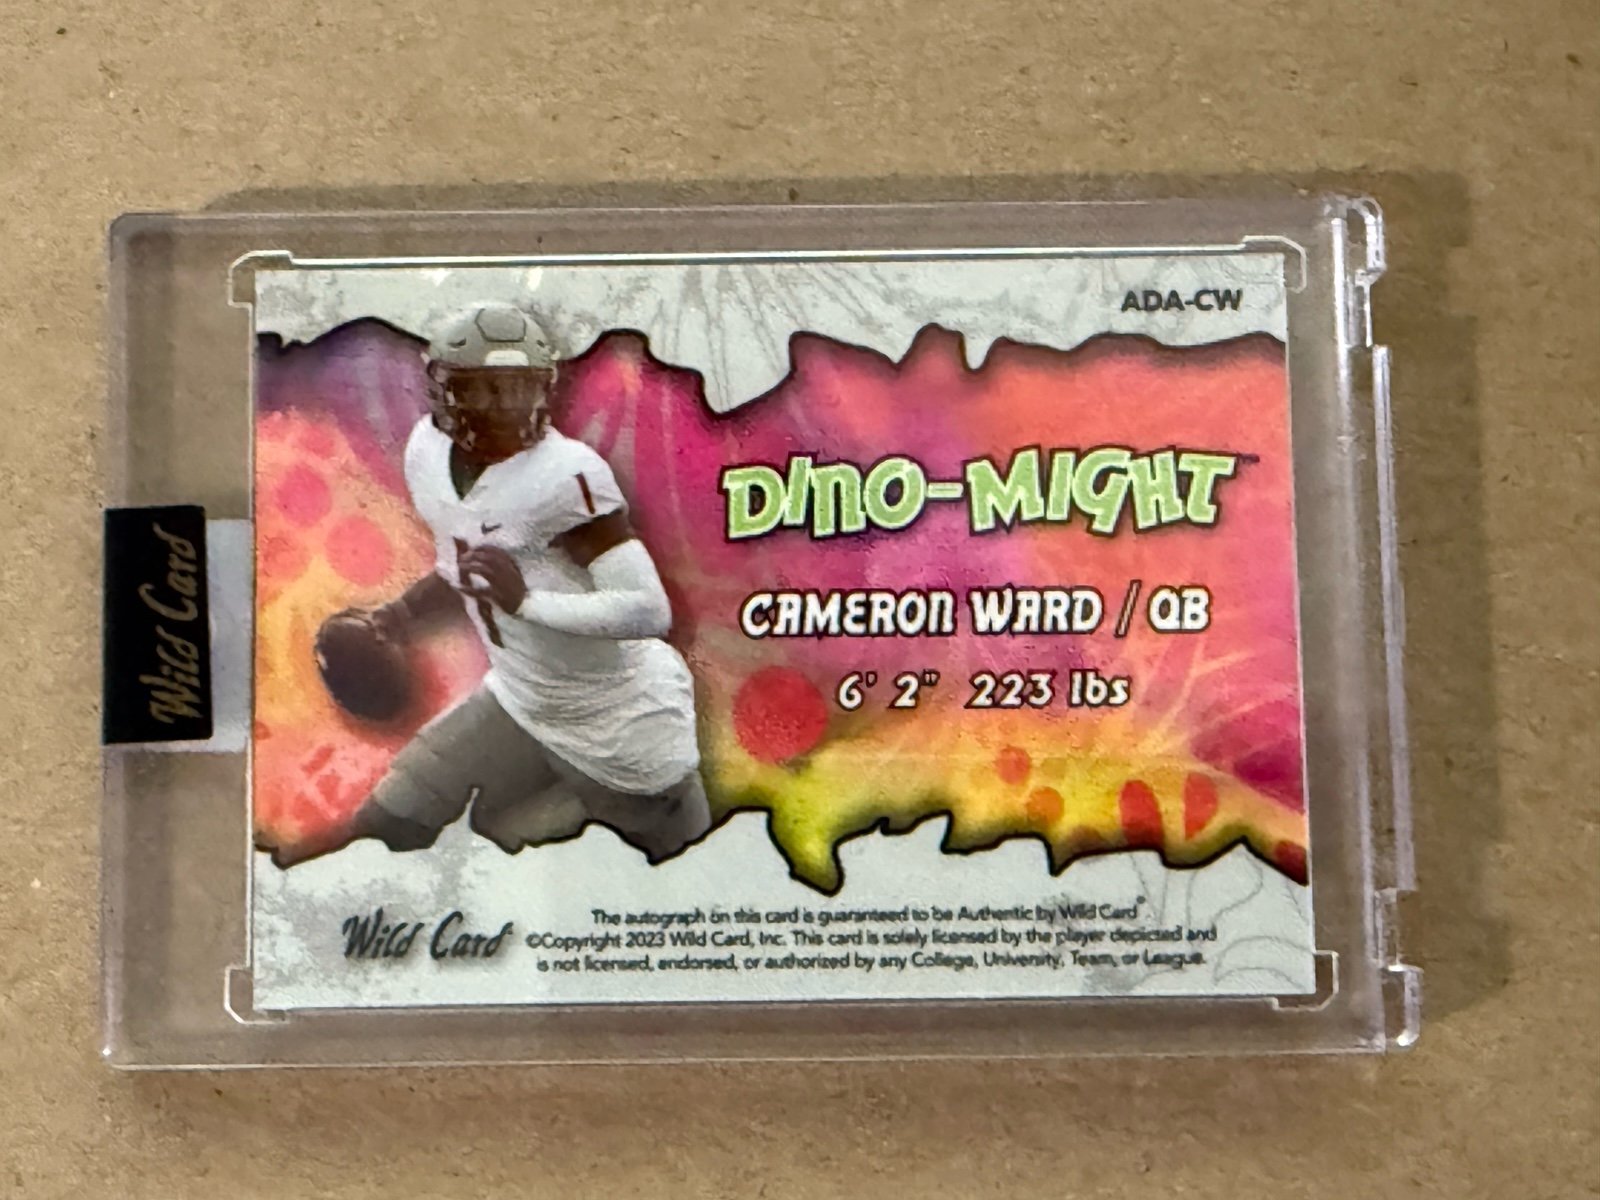 ADA-CW
DINO-MIGHT™
CAMERON WARD / QB
6' 2" 223 lbs
1
Wild Card
Wild Card
The autograph on this card is guaranteed to be Authentic by Wild Card®.
©Copyright 2023 Wild Card, Inc. This card is solely licensed by the player depicted and
is not licensed, endorsed, or authorized by any College, University, Team, or League.